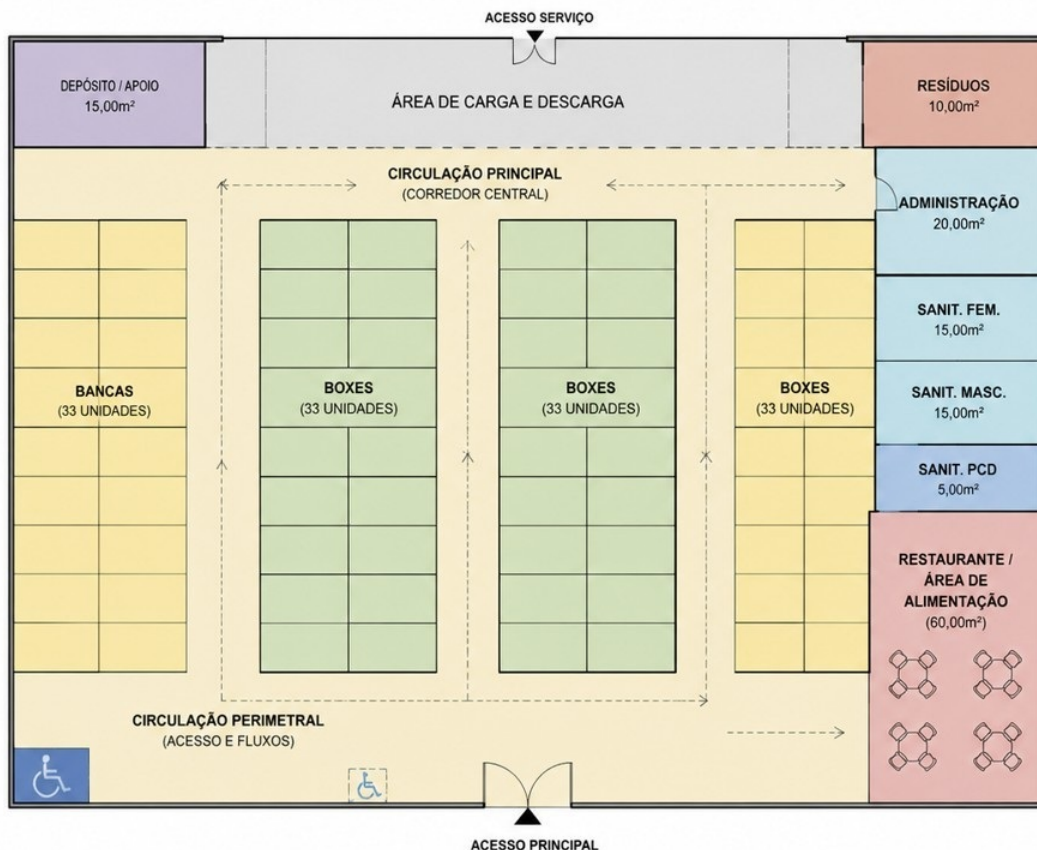 ACESSO SERVIÇO
DEPÓSITO / APOIO
15,00m²
ÁREA DE CARGA E DESCARGA
RESÍDUOS
10,00m²
CIRCULAÇÃO PRINCIPAL
(CORREDOR CENTRAL)
ADMINISTRAÇÃO
20,00m²
SANIT. FEM.
15,00m²
BANCAS
(33 UNIDADES)
BOXES
(33 UNIDADES)
BOXES
(33 UNIDADES)
BOXES
(33 UNIDADES)
SANIT. MASC.
15,00m²
SANIT. PCD
5,00m²
RESTAURANTE /
ÁREA DE
ALIMENTAÇÃO
(60,00m²)
CIRCULAÇÃO PERIMETRAL
(ACESSO E FLUXOS)
ACESSO PRINCIPAL